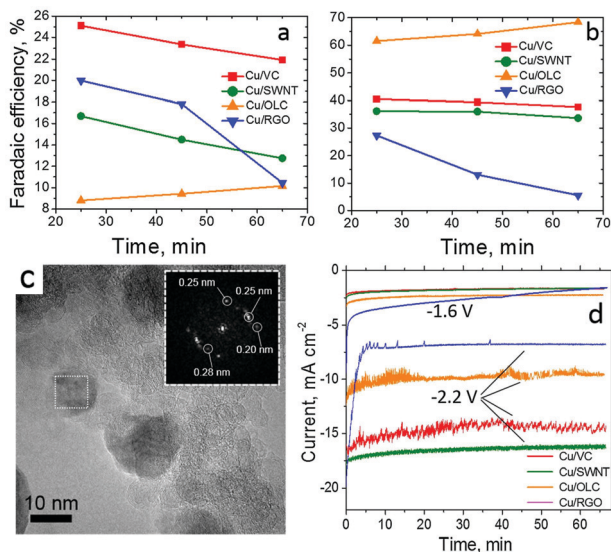 a
26%
24%
22%
20%
18%
16%
14%
12%
10%
8%
Faradaic efficiency, %
Cu/VC
Cu/SWNT
Cu/OLC
Cu/RGO
20 30 40 50 60 70
Time, min
b
70
60
50
40
30
20
10
0
Cu/VC
Cu/SWNT
Cu/OLC
Cu/RGO
20 30 40 50 60 70
Time, min
c
0.25 nm
0.25 nm
0.20 nm
0.28 nm
10 nm
d
0
-5
-10
-15
-20
Current, mA cm-2
-1.6 V
-2.2 V
Cu/VC
Cu/SWNT
Cu/OLC
Cu/RGO
0 10 20 30 40 50 60
Time, min